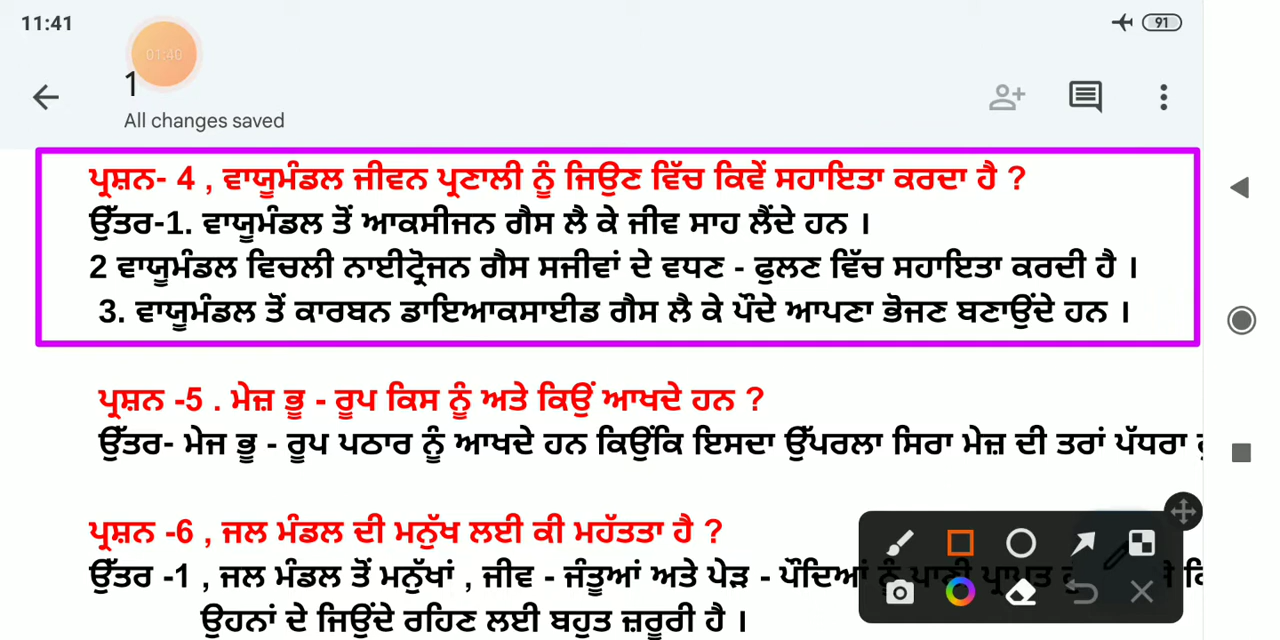 11:41
91
01:40
1
All changes saved
ਪ੍ਰਸ਼ਨ- 4 , ਵਾਯੂਮੰਡਲ ਜੀਵਨ ਪ੍ਰਣਾਲੀ ਨੂੰ ਜਿਉਣ ਵਿੱਚ ਕਿਵੇਂ ਸਹਾਇਤਾ ਕਰਦਾ ਹੈ ?
ਉੱਤਰ-1. ਵਾਯੂਮੰਡਲ ਤੋਂ ਆਕਸੀਜਨ ਗੈਸ ਲੈ ਕੇ ਜੀਵ ਸਾਹ ਲੈਂਦੇ ਹਨ ।
2 ਵਾਯੂਮੰਡਲ ਵਿਚਲੀ ਨਾਈਟ੍ਰੋਜਨ ਗੈਸ ਸਜੀਵਾਂ ਦੇ ਵਧਣ - ਫੁਲਣ ਵਿੱਚ ਸਹਾਇਤਾ ਕਰਦੀ ਹੈ ।
3. ਵਾਯੂਮੰਡਲ ਤੋਂ ਕਾਰਬਨ ਡਾਇਆਕਸਾਈਡ ਗੈਸ ਲੈ ਕੇ ਪੌਦੇ ਆਪਣਾ ਭੋਜਣ ਬਣਾਉਂਦੇ ਹਨ ।
ਪ੍ਰਸ਼ਨ -5 . ਮੇਜ਼ ਭੂ - ਰੂਪ ਕਿਸ ਨੂੰ ਅਤੇ ਕਿਉਂ ਆਖਦੇ ਹਨ ?
ਉੱਤਰ- ਮੇਜ ਭੂ - ਰੂਪ ਪਠਾਰ ਨੂੰ ਆਖਦੇ ਹਨ ਕਿਉਂਕਿ ਇਸਦਾ ਉੱਪਰਲਾ ਸਿਰਾ ਮੇਜ਼ ਦੀ ਤਰਾਂ ਪੱਧਰਾ
ਪ੍ਰਸ਼ਨ -6 , ਜਲ ਮੰਡਲ ਦੀ ਮਨੁੱਖ ਲਈ ਕੀ ਮਹੱਤਤਾ ਹੈ ?
ਉੱਤਰ -1 , ਜਲ ਮੰਡਲ ਤੋਂ ਮਨੁੱਖਾਂ , ਜੀਵ - ਜੰਤੂਆਂ ਅਤੇ ਪੇੜ - ਪੌਦਿਆਂ ਨੂੰ ਪਾਣੀ ਪ੍ਰਾਪਤ
ਉਹਨਾਂ ਦੇ ਜਿਉਂਦੇ ਰਹਿਣ ਲਈ ਬਹੁਤ ਜ਼ਰੂਰੀ ਹੈ ।